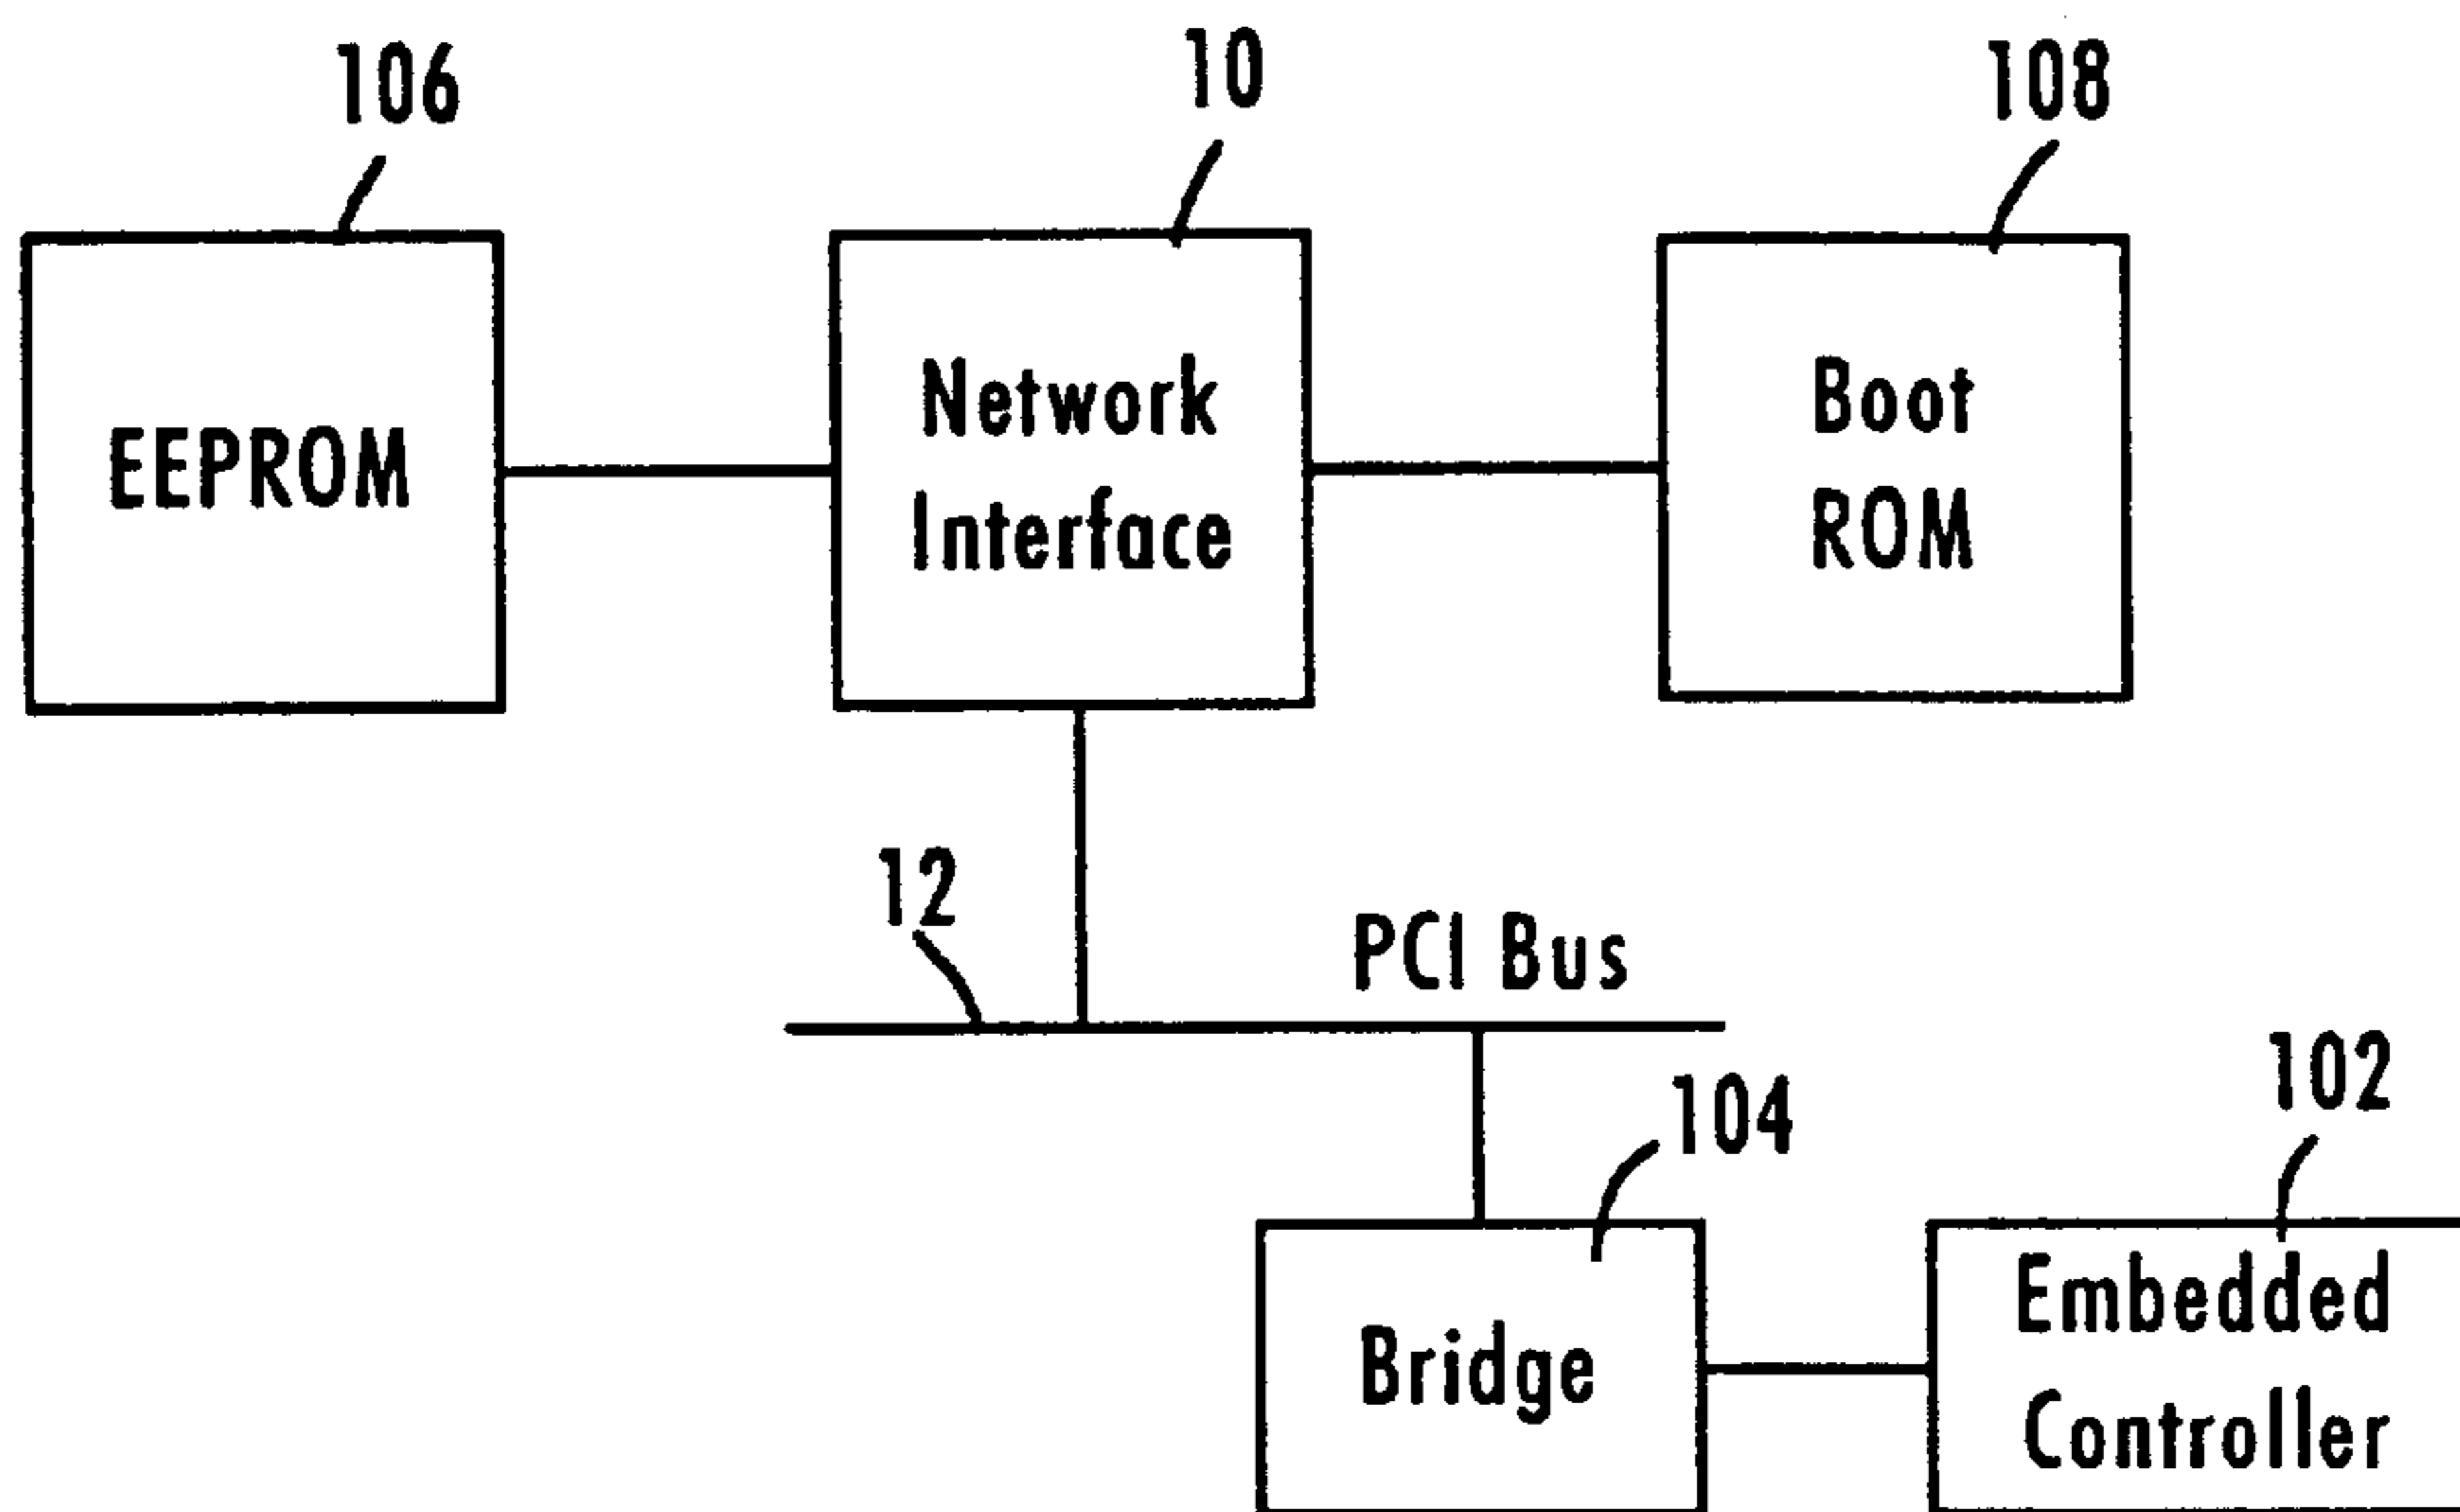 106
10
108
EEPROM
Network
Interface
Boot
ROM
12
PCI Bus
104
102
Bridge
Embedded
Controller